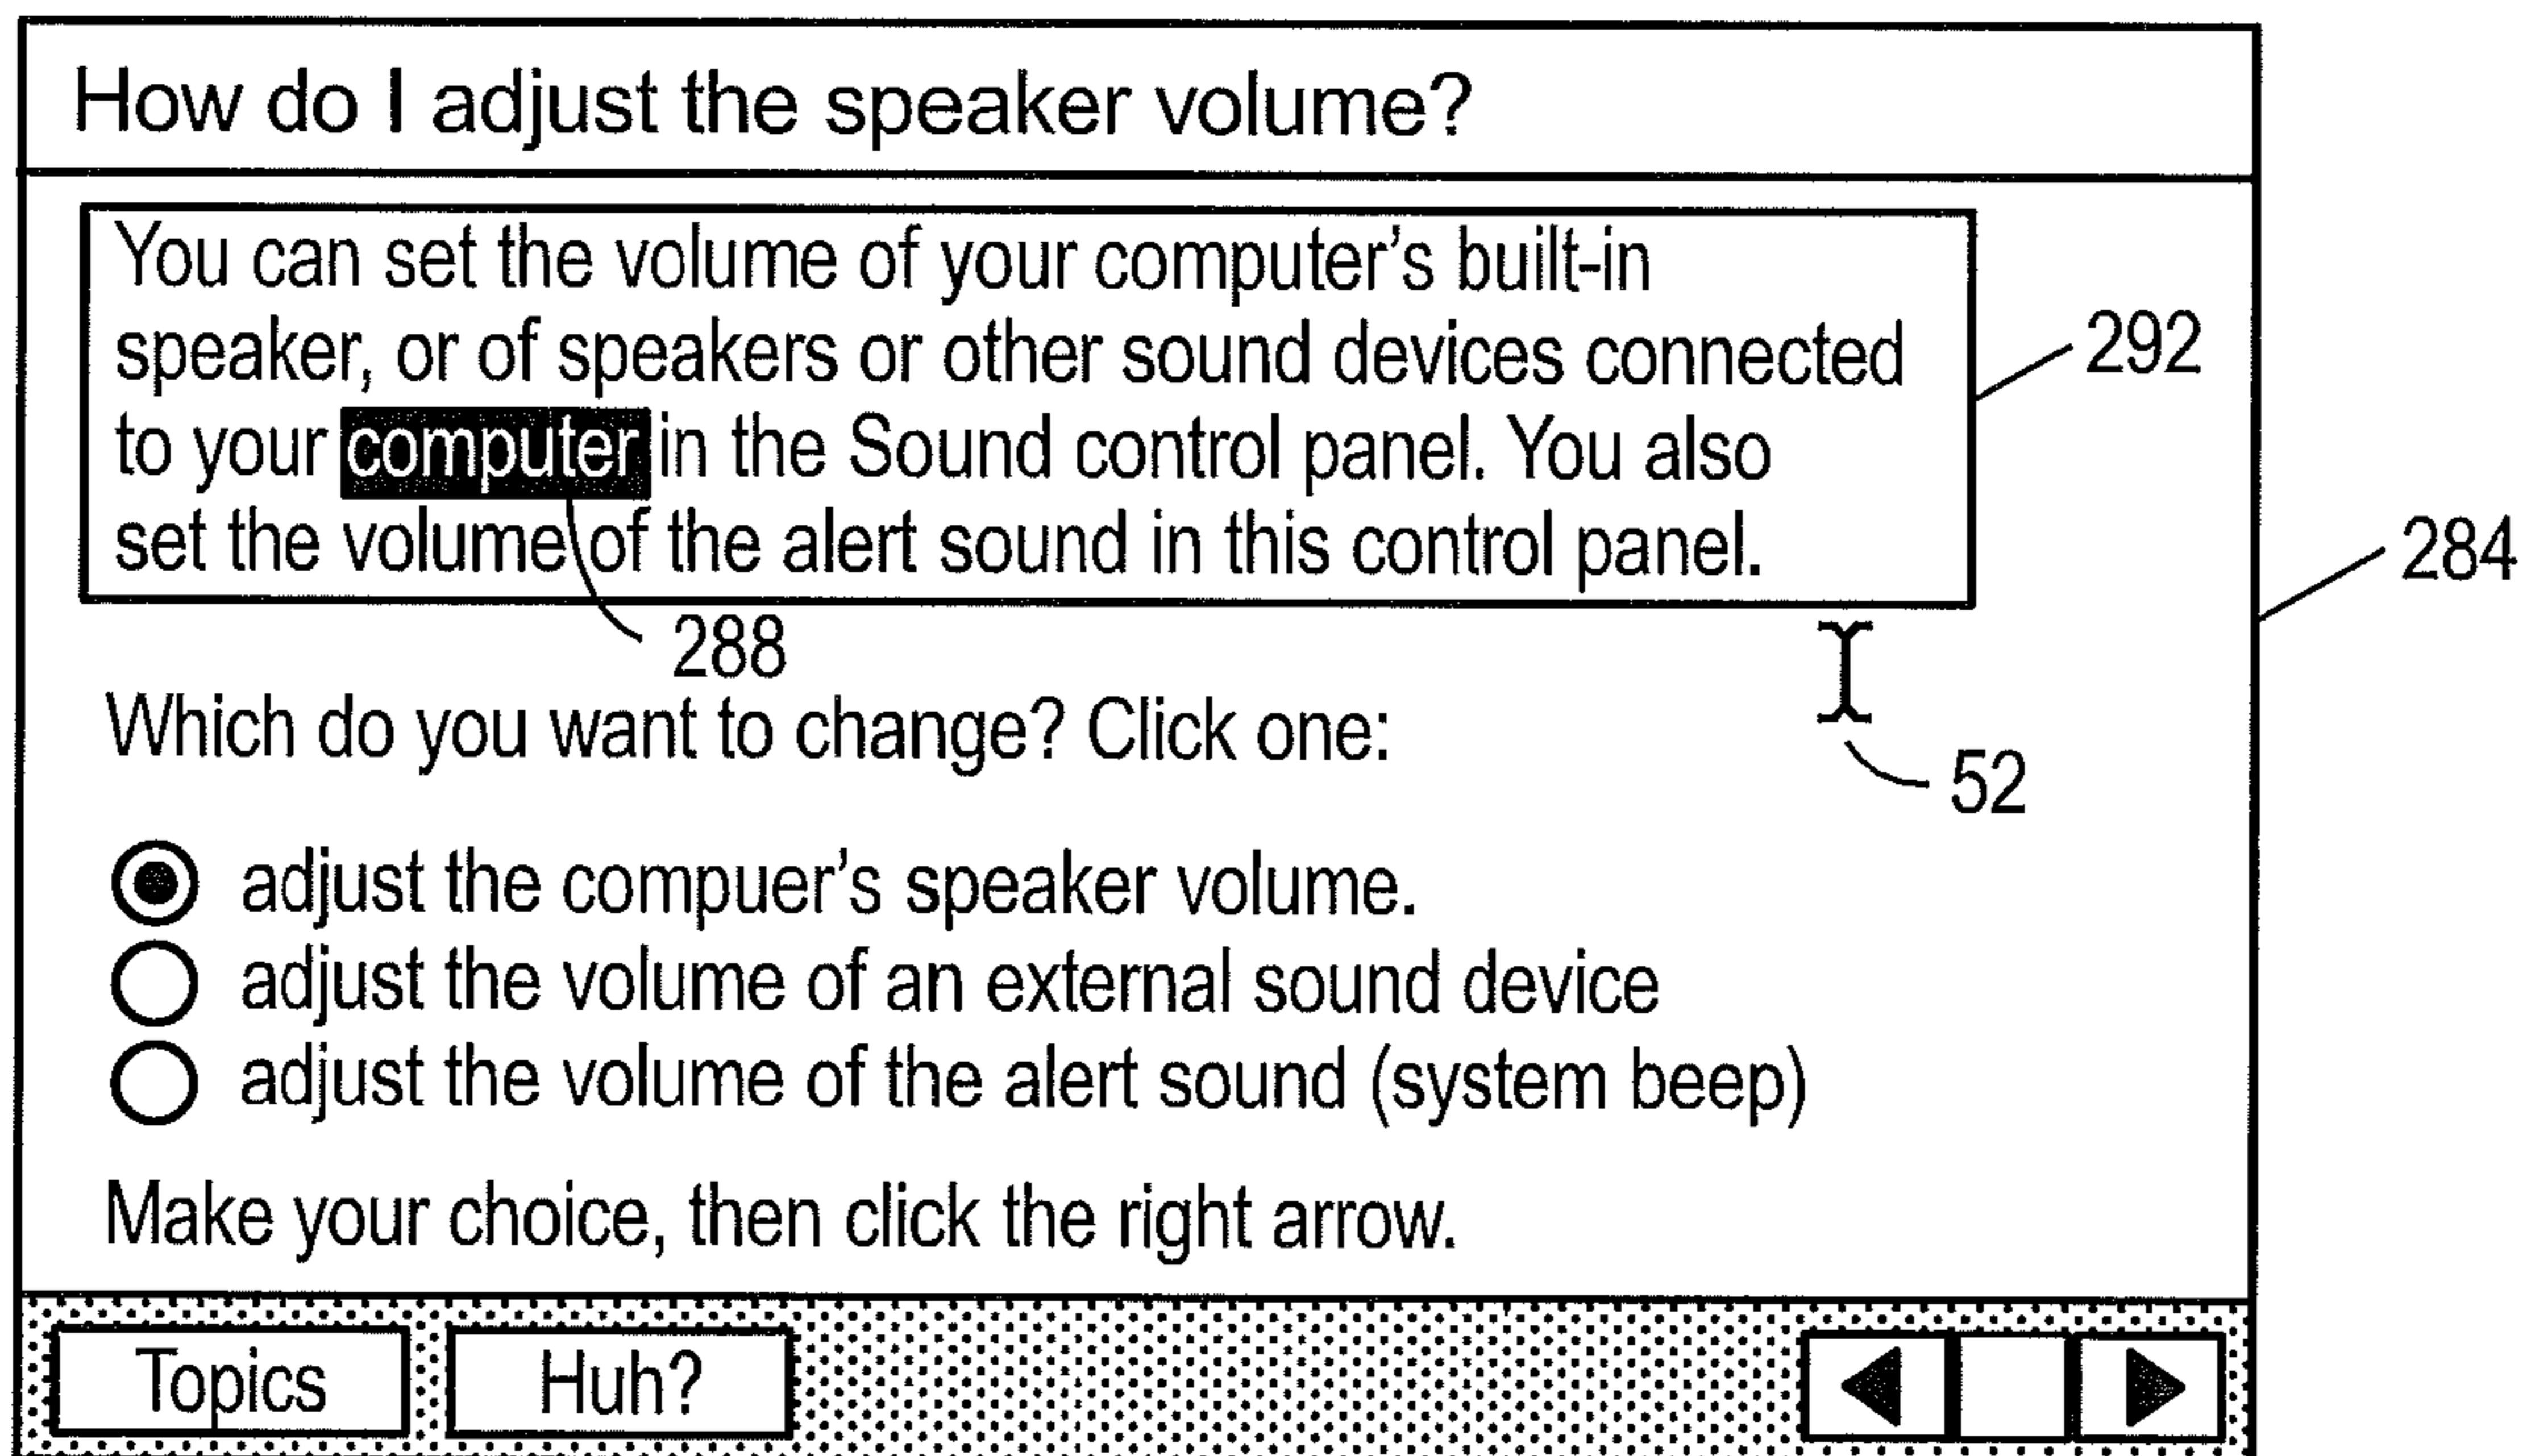 How do I adjust the speaker volume?
You can set the volume of your computer's built-in
speaker, or of speakers or other sound devices connected
to your computer in the Sound control panel. You also
set the volume of the alert sound in this control panel.
292
284
288
Which do you want to change? Click one:
52
adjust the compuer's speaker volume.
adjust the volume of an external sound device
adjust the volume of the alert sound (system beep)
Make your choice, then click the right arrow.
Topics Huh?